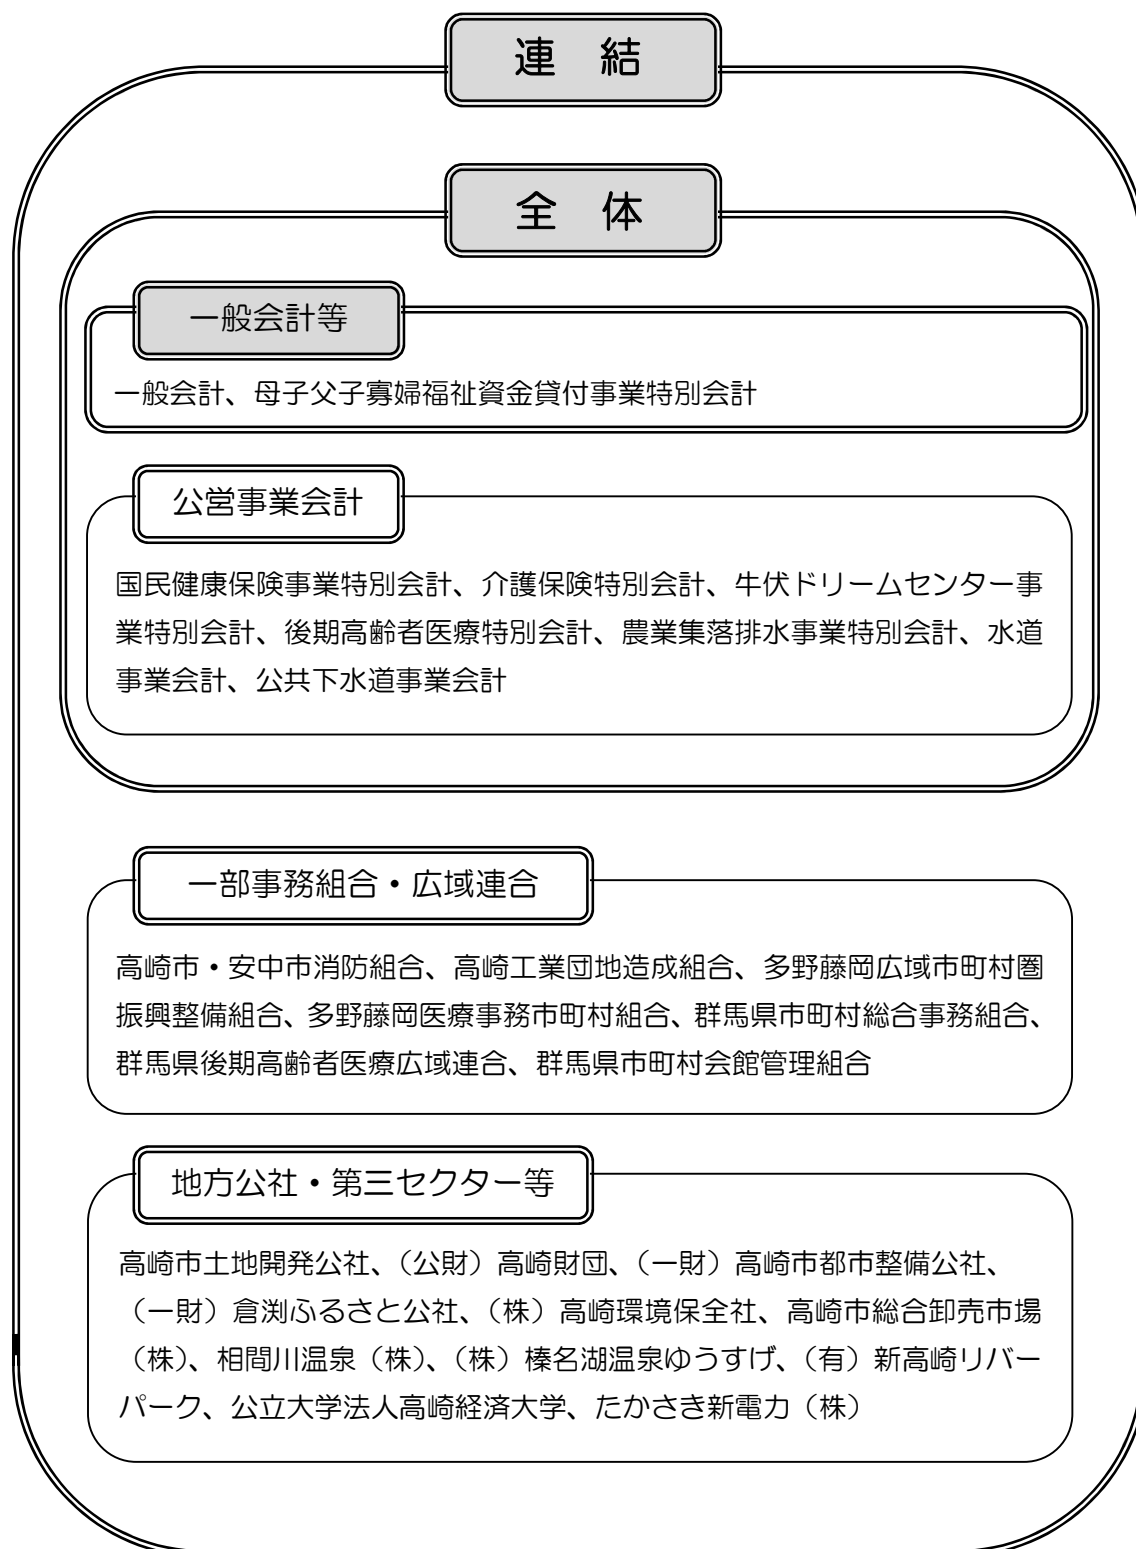 連　結
全　体
一般会計等
一般会計、母子父子寡婦福祉資金貸付事業特別会計
公営事業会計
国民健康保険事業特別会計、介護保険特別会計、牛伏ドリームセンター事
業特別会計、後期高齢者医療特別会計、農業集落排水事業特別会計、水道
事業会計、公共下水道事業会計
一部事務組合・広域連合
高崎市・安中市消防組合、高崎工業団地造成組合、多野藤岡広域市町村圏
振興整備組合、多野藤岡医療事務市町村組合、群馬県市町村総合事務組合、
群馬県後期高齢者医療広域連合、群馬県市町村会館管理組合
地方公社・第三セクター等
高崎市土地開発公社、（公財）高崎財団、（一財）高崎市都市整備公社、
（一財）倉渕ふるさと公社、（株）高崎環境保全社、高崎市総合卸売市場
（株）、相間川温泉（株）、（株）榛名湖温泉ゆうすげ、（有）新高崎リバー
パーク、公立大学法人高崎経済大学、たかさき新電力（株）